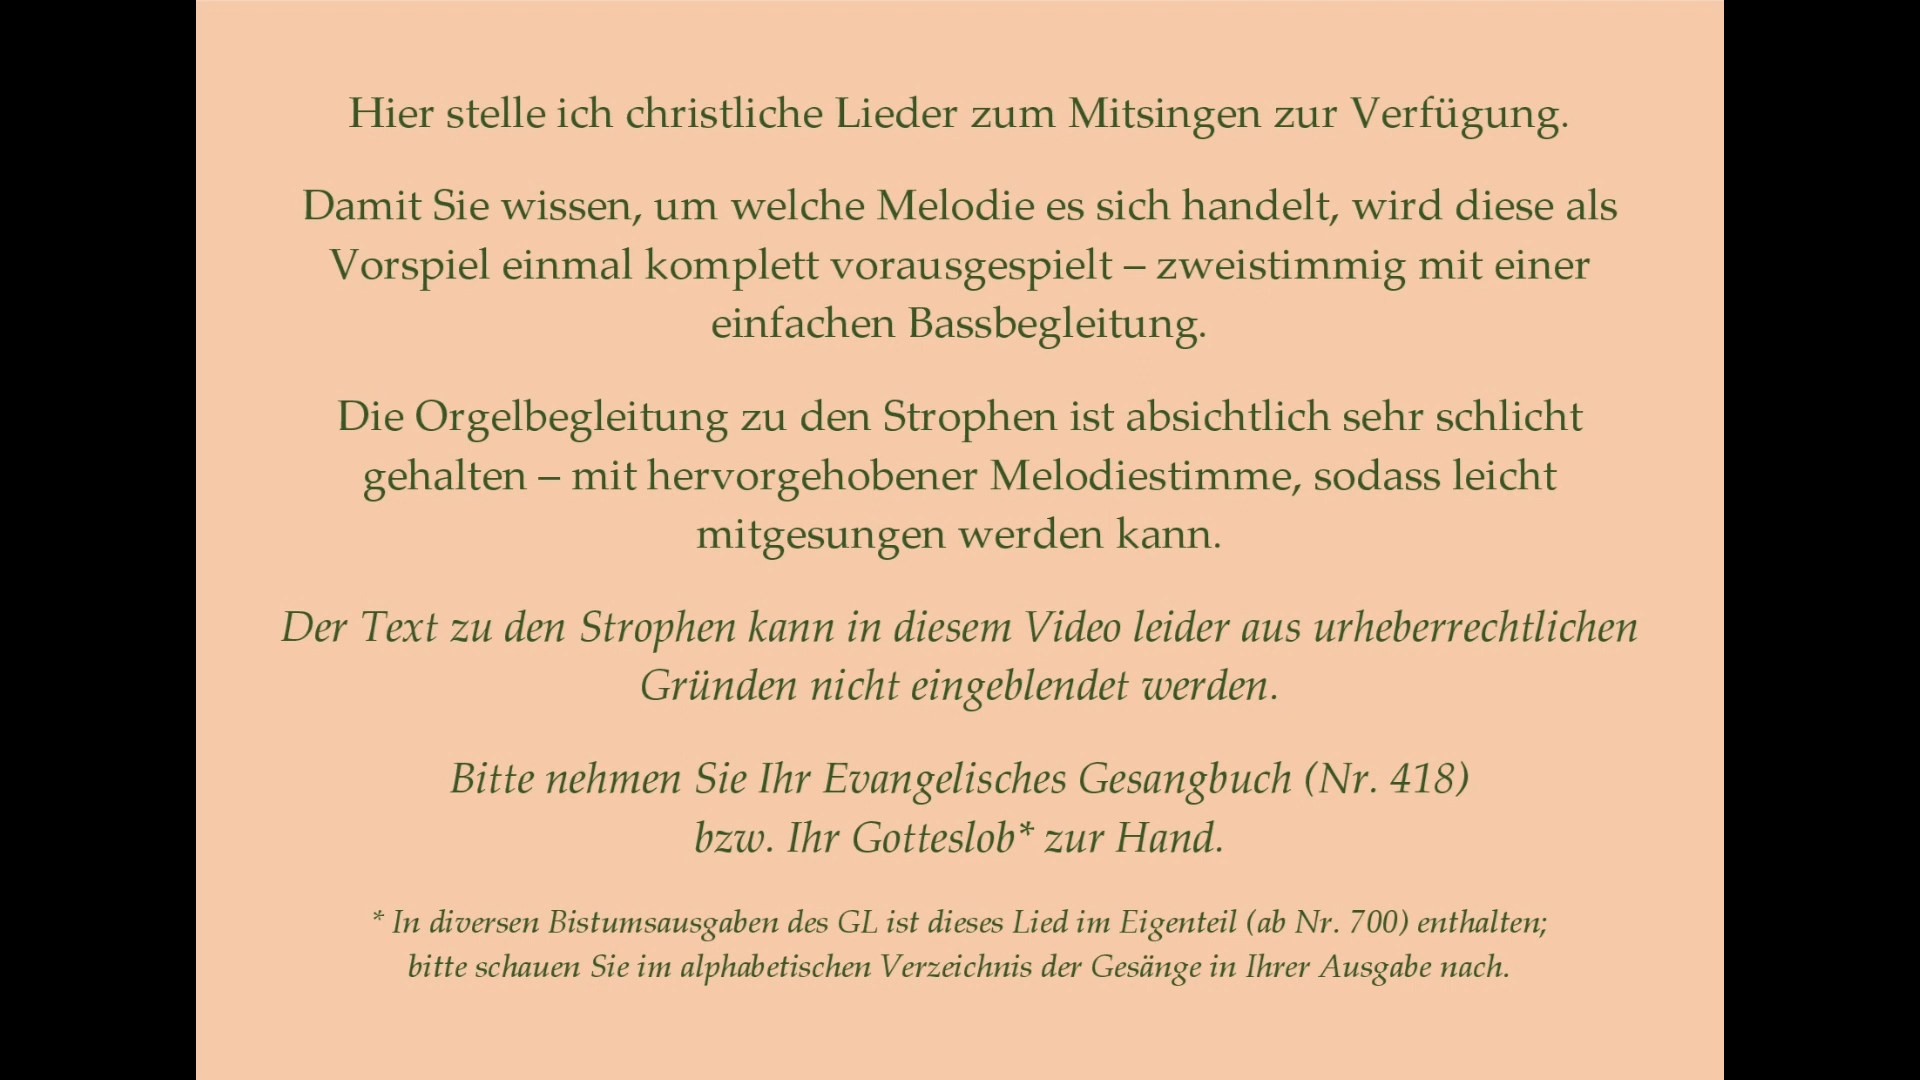 Hier stelle ich christliche Lieder zum Mitsingen zur Verfügung.
Damit Sie wissen, um welche Melodie es sich handelt, wird diese als
Vorspiel einmal komplett vorausgespielt – zweistimmig mit einer
einfachen Bassbegleitung.
Die Orgelbegleitung zu den Strophen ist absichtlich sehr schlicht
gehalten – mit hervorgehobener Melodiestimme, sodass leicht
mitgesungen werden kann.
Der Text zu den Strophen kann in diesem Video leider aus urheberrechtlichen
Gründen nicht eingeblendet werden.
Bitte nehmen Sie Ihr Evangelisches Gesangbuch (Nr. 418)
bzw. Ihr Gotteslob* zur Hand.
* In diversen Bistumsausgaben des GL ist dieses Lied im Eigenteil (ab Nr. 700) enthalten;
bitte schauen Sie im alphabetischen Verzeichnis der Gesänge in Ihrer Ausgabe nach.